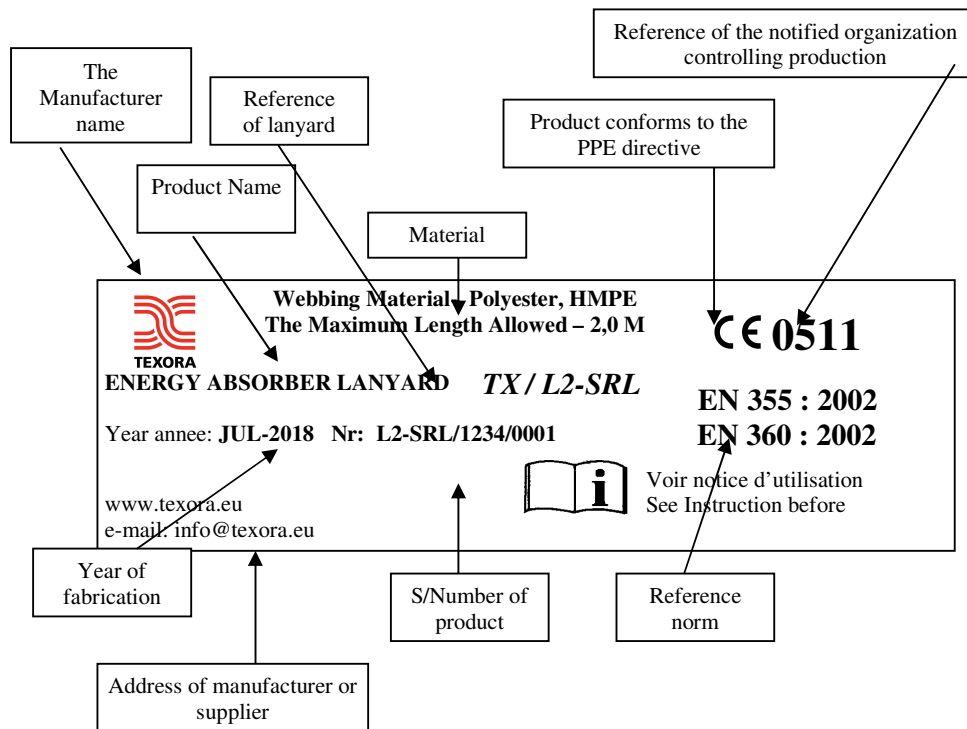 Reference of the notified organization
controlling production
The
Manufacturer
name
Reference
of lanyard
Product conforms to the
PPE directive
Product Name
Material
Webbing Material - Polyester, HMPE
The Maximum Length Allowed – 2,0 M
TEXORA
CE 0511
ENERGY ABSORBER LANYARD
TX / L2-SRL
EN 355 : 2002
EN 360 : 2002
Year annee: JUL-2018 Nr: L2-SRL/1234/0001
i
Voir notice d’utilisation
See Instruction before
www.texora.eu
e-mail: info@texora.eu
Year of
fabrication
S/Number of
product
Reference
norm
Address of manufacturer or
supplier